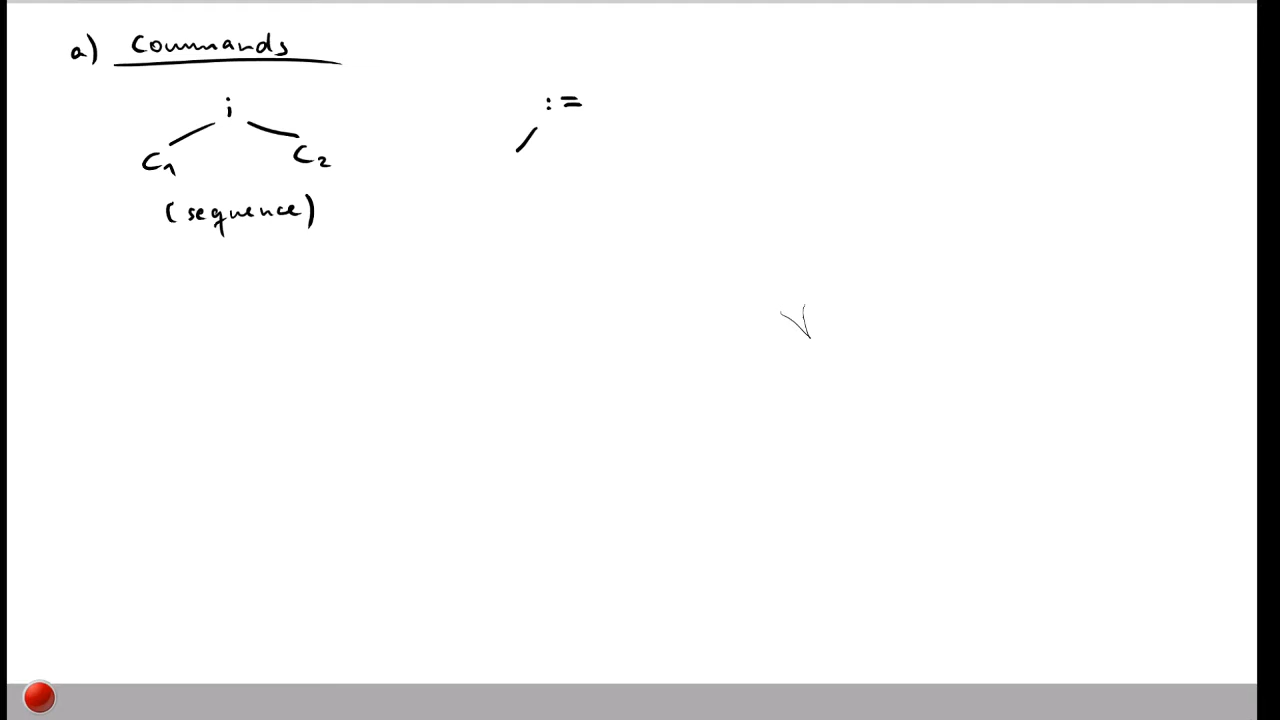 a) Commands
; :=
C1 C2
(sequence)